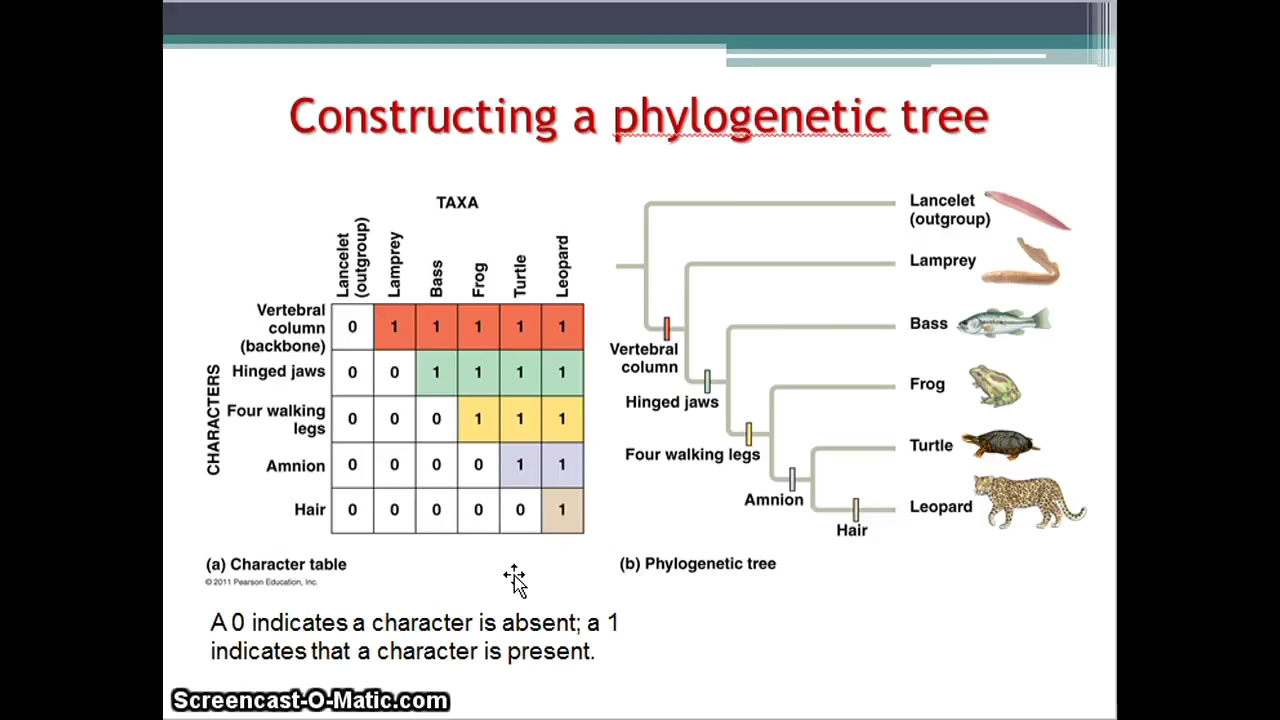 Constructing a phylogenetic tree
TAXA
Lancelet
(outgroup)
Lamprey
Bass
Frog
Turtle
Leopard
CHARACTERS
Vertebral
column
(backbone)
0 1 1 1 1 1
Hinged jaws 0 0 1 1 1 1
Four walking
legs
0 0 0 1 1 1
Amnion 0 0 0 0 1 1
Hair 0 0 0 0 0 1
(a) Character table
© 2011 Pearson Education, Inc.
Lancelet
(outgroup)
Lamprey
Bass
Frog
Turtle
Leopard
Vertebral
column
Hinged jaws
Four walking legs
Amnion
Hair
(b) Phylogenetic tree
A 0 indicates a character is absent; a 1
indicates that a character is present.
Screencast-O-Matic.com